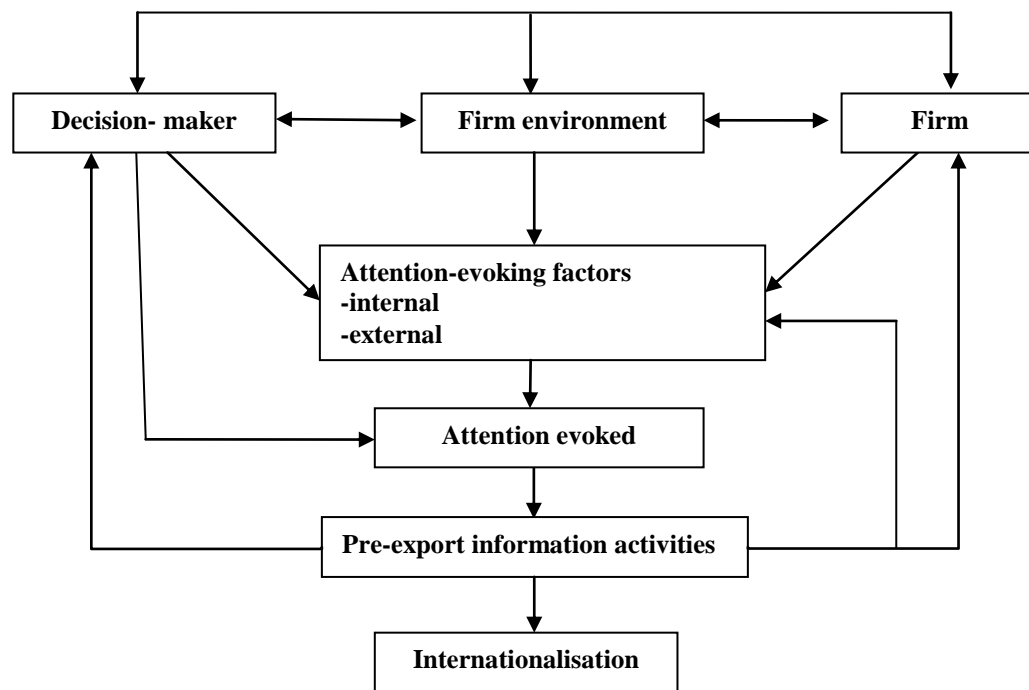 Decision- maker
Firm environment
Firm
Attention-evoking factors
-internal
-external
Attention evoked
Pre-export information activities
Internationalisation